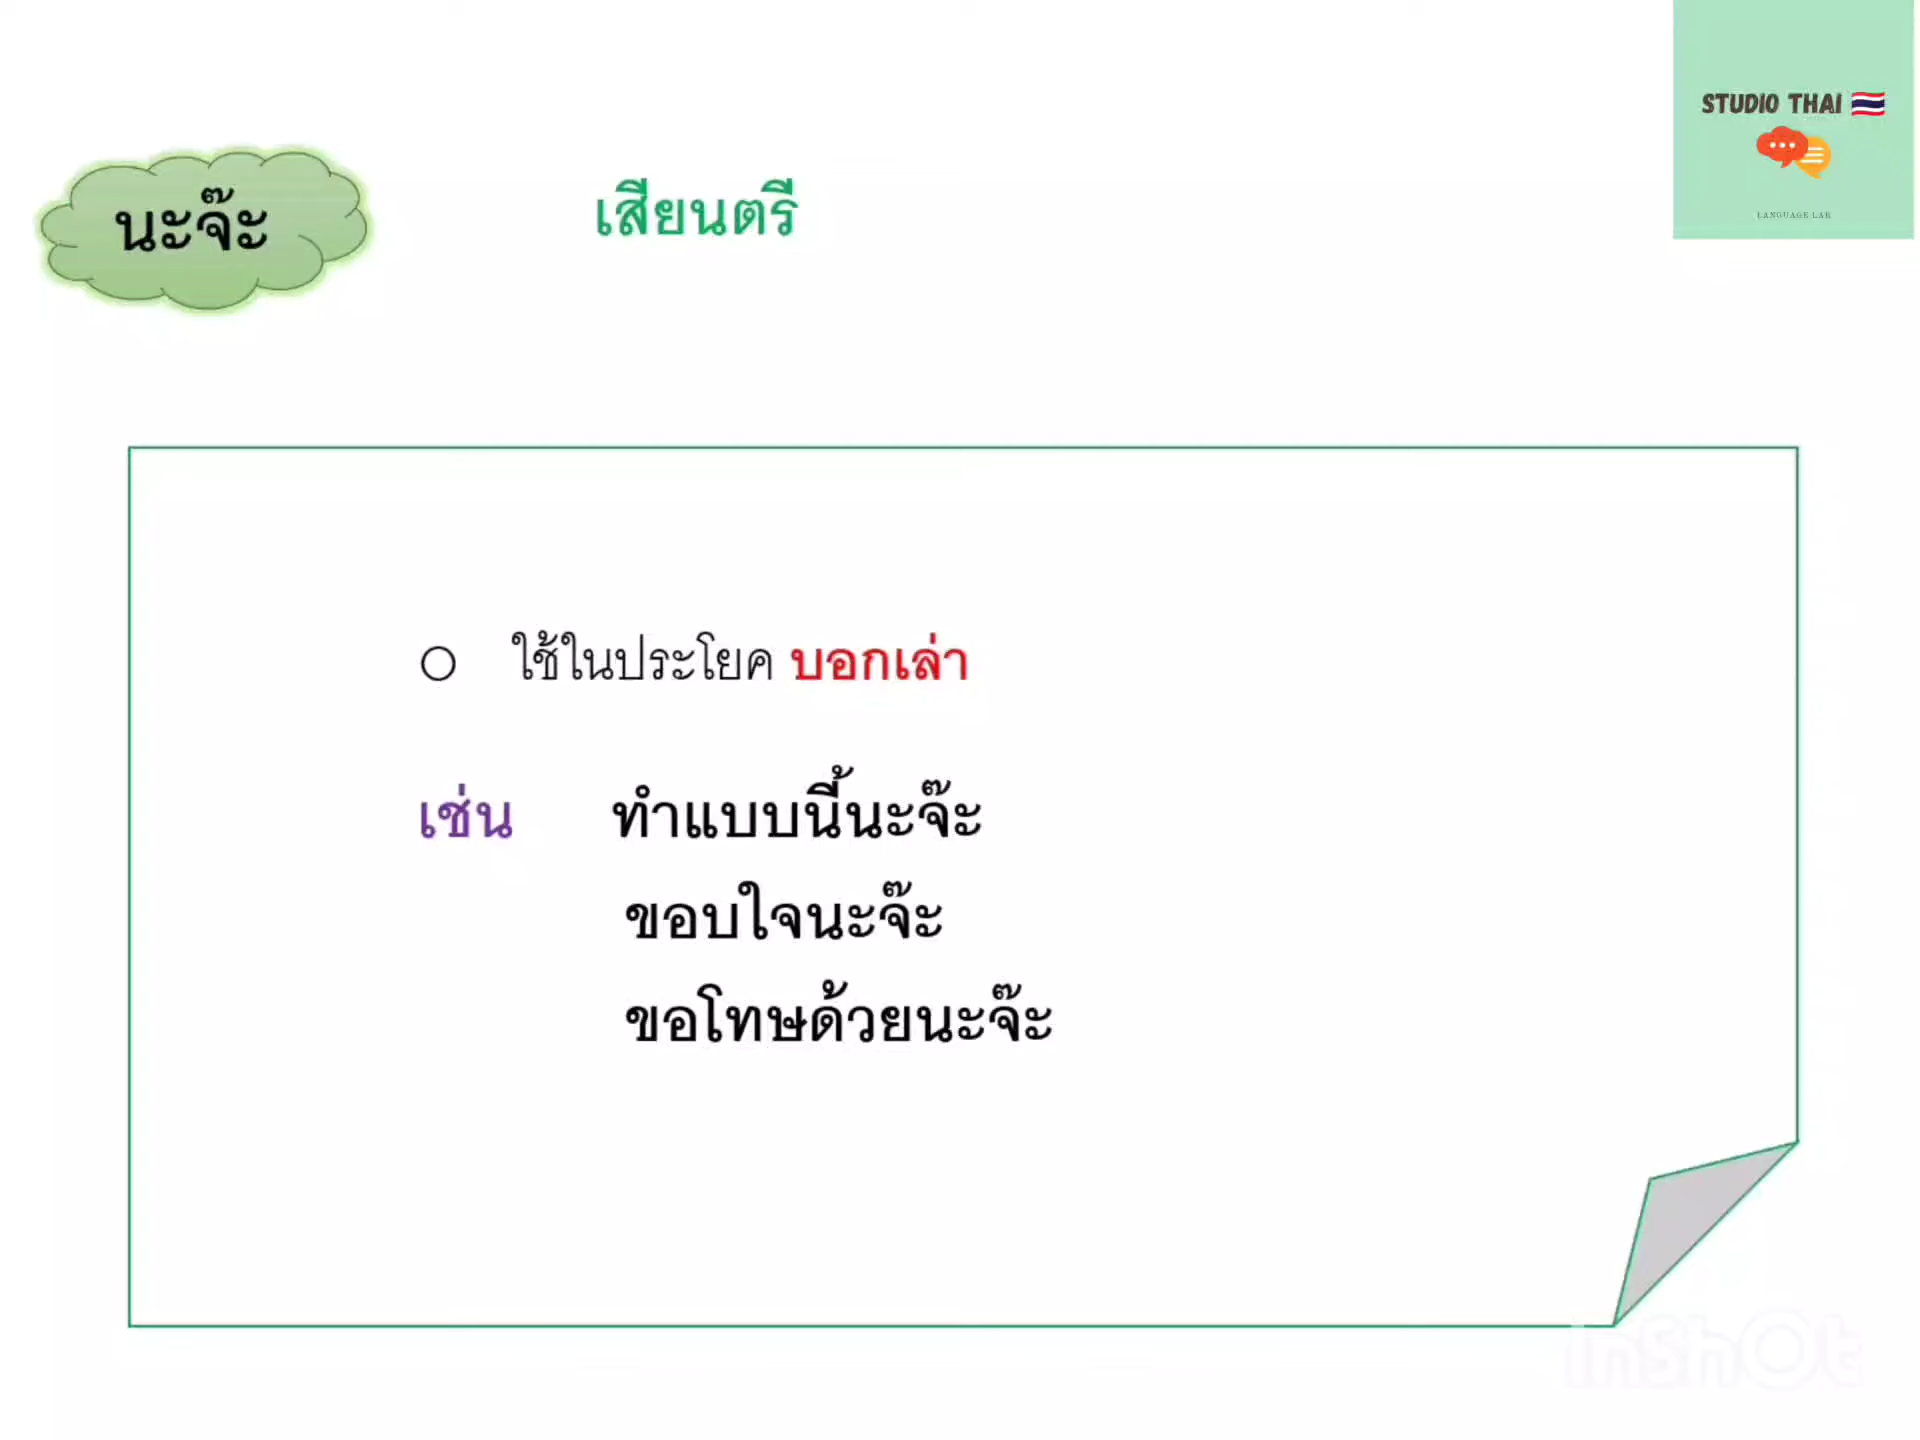 STUDIO THAI
LANGUAGE LAB
นะจ๊ะ
เสียนตรี
ใช้ในประโยค บอกเล่า
เช่น ทำแบบนี้นะจ๊ะ
ขอบใจนะจ๊ะ
ขอโทษด้วยนะจ๊ะ
InShOt